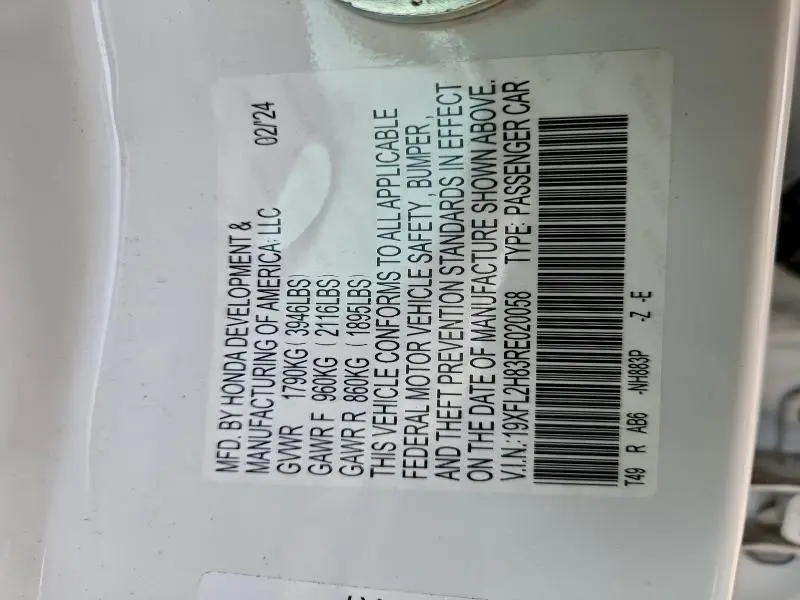 MFD. BY HONDA DEVELOPMENT &
MANUFACTURING OF AMERICA, LLC 02/'24
GVWR 1790KG ( 3946LBS)
GAWR F 960KG ( 2116LBS)
GAWR R 860KG ( 1895LBS)
THIS VEHICLE CONFORMS TO ALL APPLICABLE
FEDERAL MOTOR VEHICLE SAFETY , BUMPER ,
AND THEFT PREVENTION STANDARDS IN EFFECT
ON THE DATE OF MANUFACTURE SHOWN ABOVE.
V.I.N.: 19XFL2H83RE020058 TYPE: PASSENGER CAR
T49 R AB6 -NH883P -Z -E